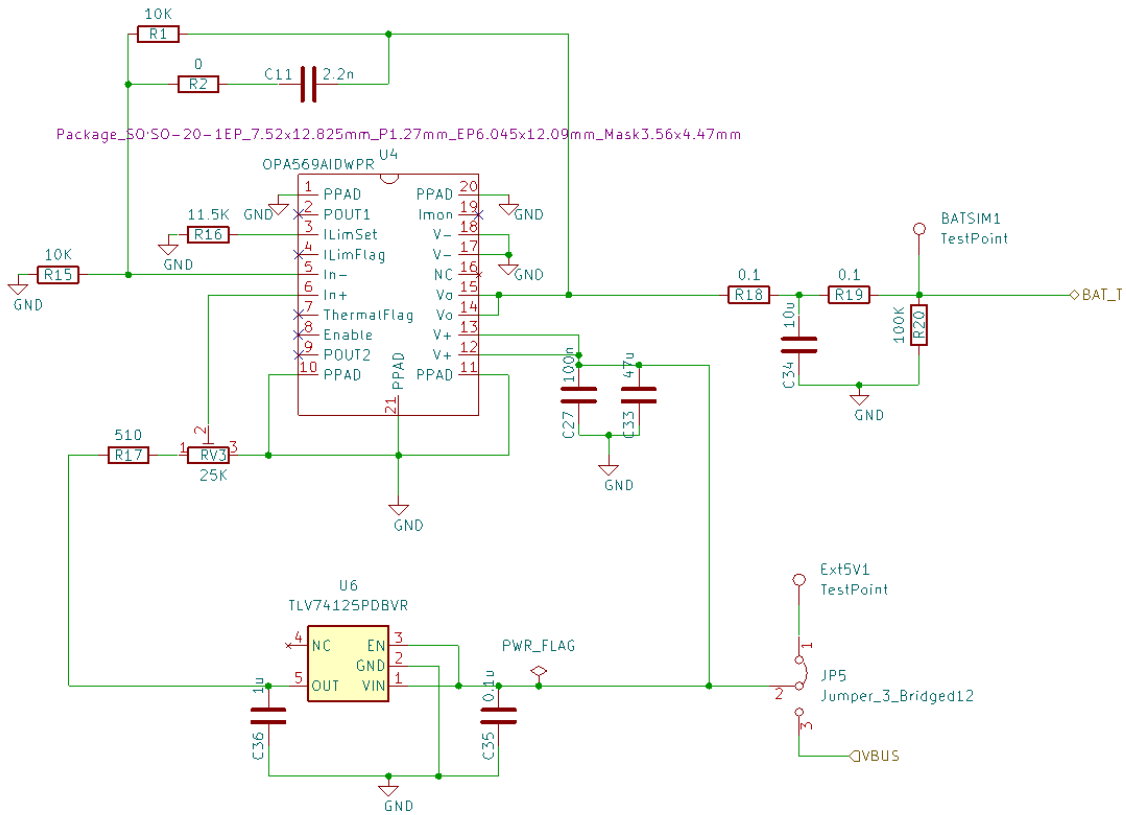 10K
R1
0
R2
C11
2.2n
Package_SO:SO-20-1EP_7.52x12.825mm_P1.27mm_EP6.045x12.09mm_Mask3.56x4.47mm
U4
OPA569AIDWPR
1 PPAD
PPAD 20
GND
GND
2 POUT1
Imon 19
11.5K
R16
3 ILimSet
V- 18
GND
4 ILimFlag
V- 17
GND
10K
R15
GND
5 In-
NC 16
6 In+
Vo 15
7 ThermalFlag
Vo 14
8 Enable
V+ 13
9 POUT2
V+ 12
10 PPAD
PPAD 11
PPAD
21
BATSIM1
TestPoint
0.1
R18
0.1
R19
BAT_T
10u
C34
100K
R20
GND
100n
C27
47u
C33
GND
510
R17
1
2
3
RV3
25K
GND
U6
TLV74125PDBVR
4 NC
EN 3
GND 2
5 OUT
VIN 1
1u
C36
0.1u
C35
GND
PWR_FLAG
Ext5V1
TestPoint
1
2
3
JP5
Jumper_3_Bridged12
VBUS